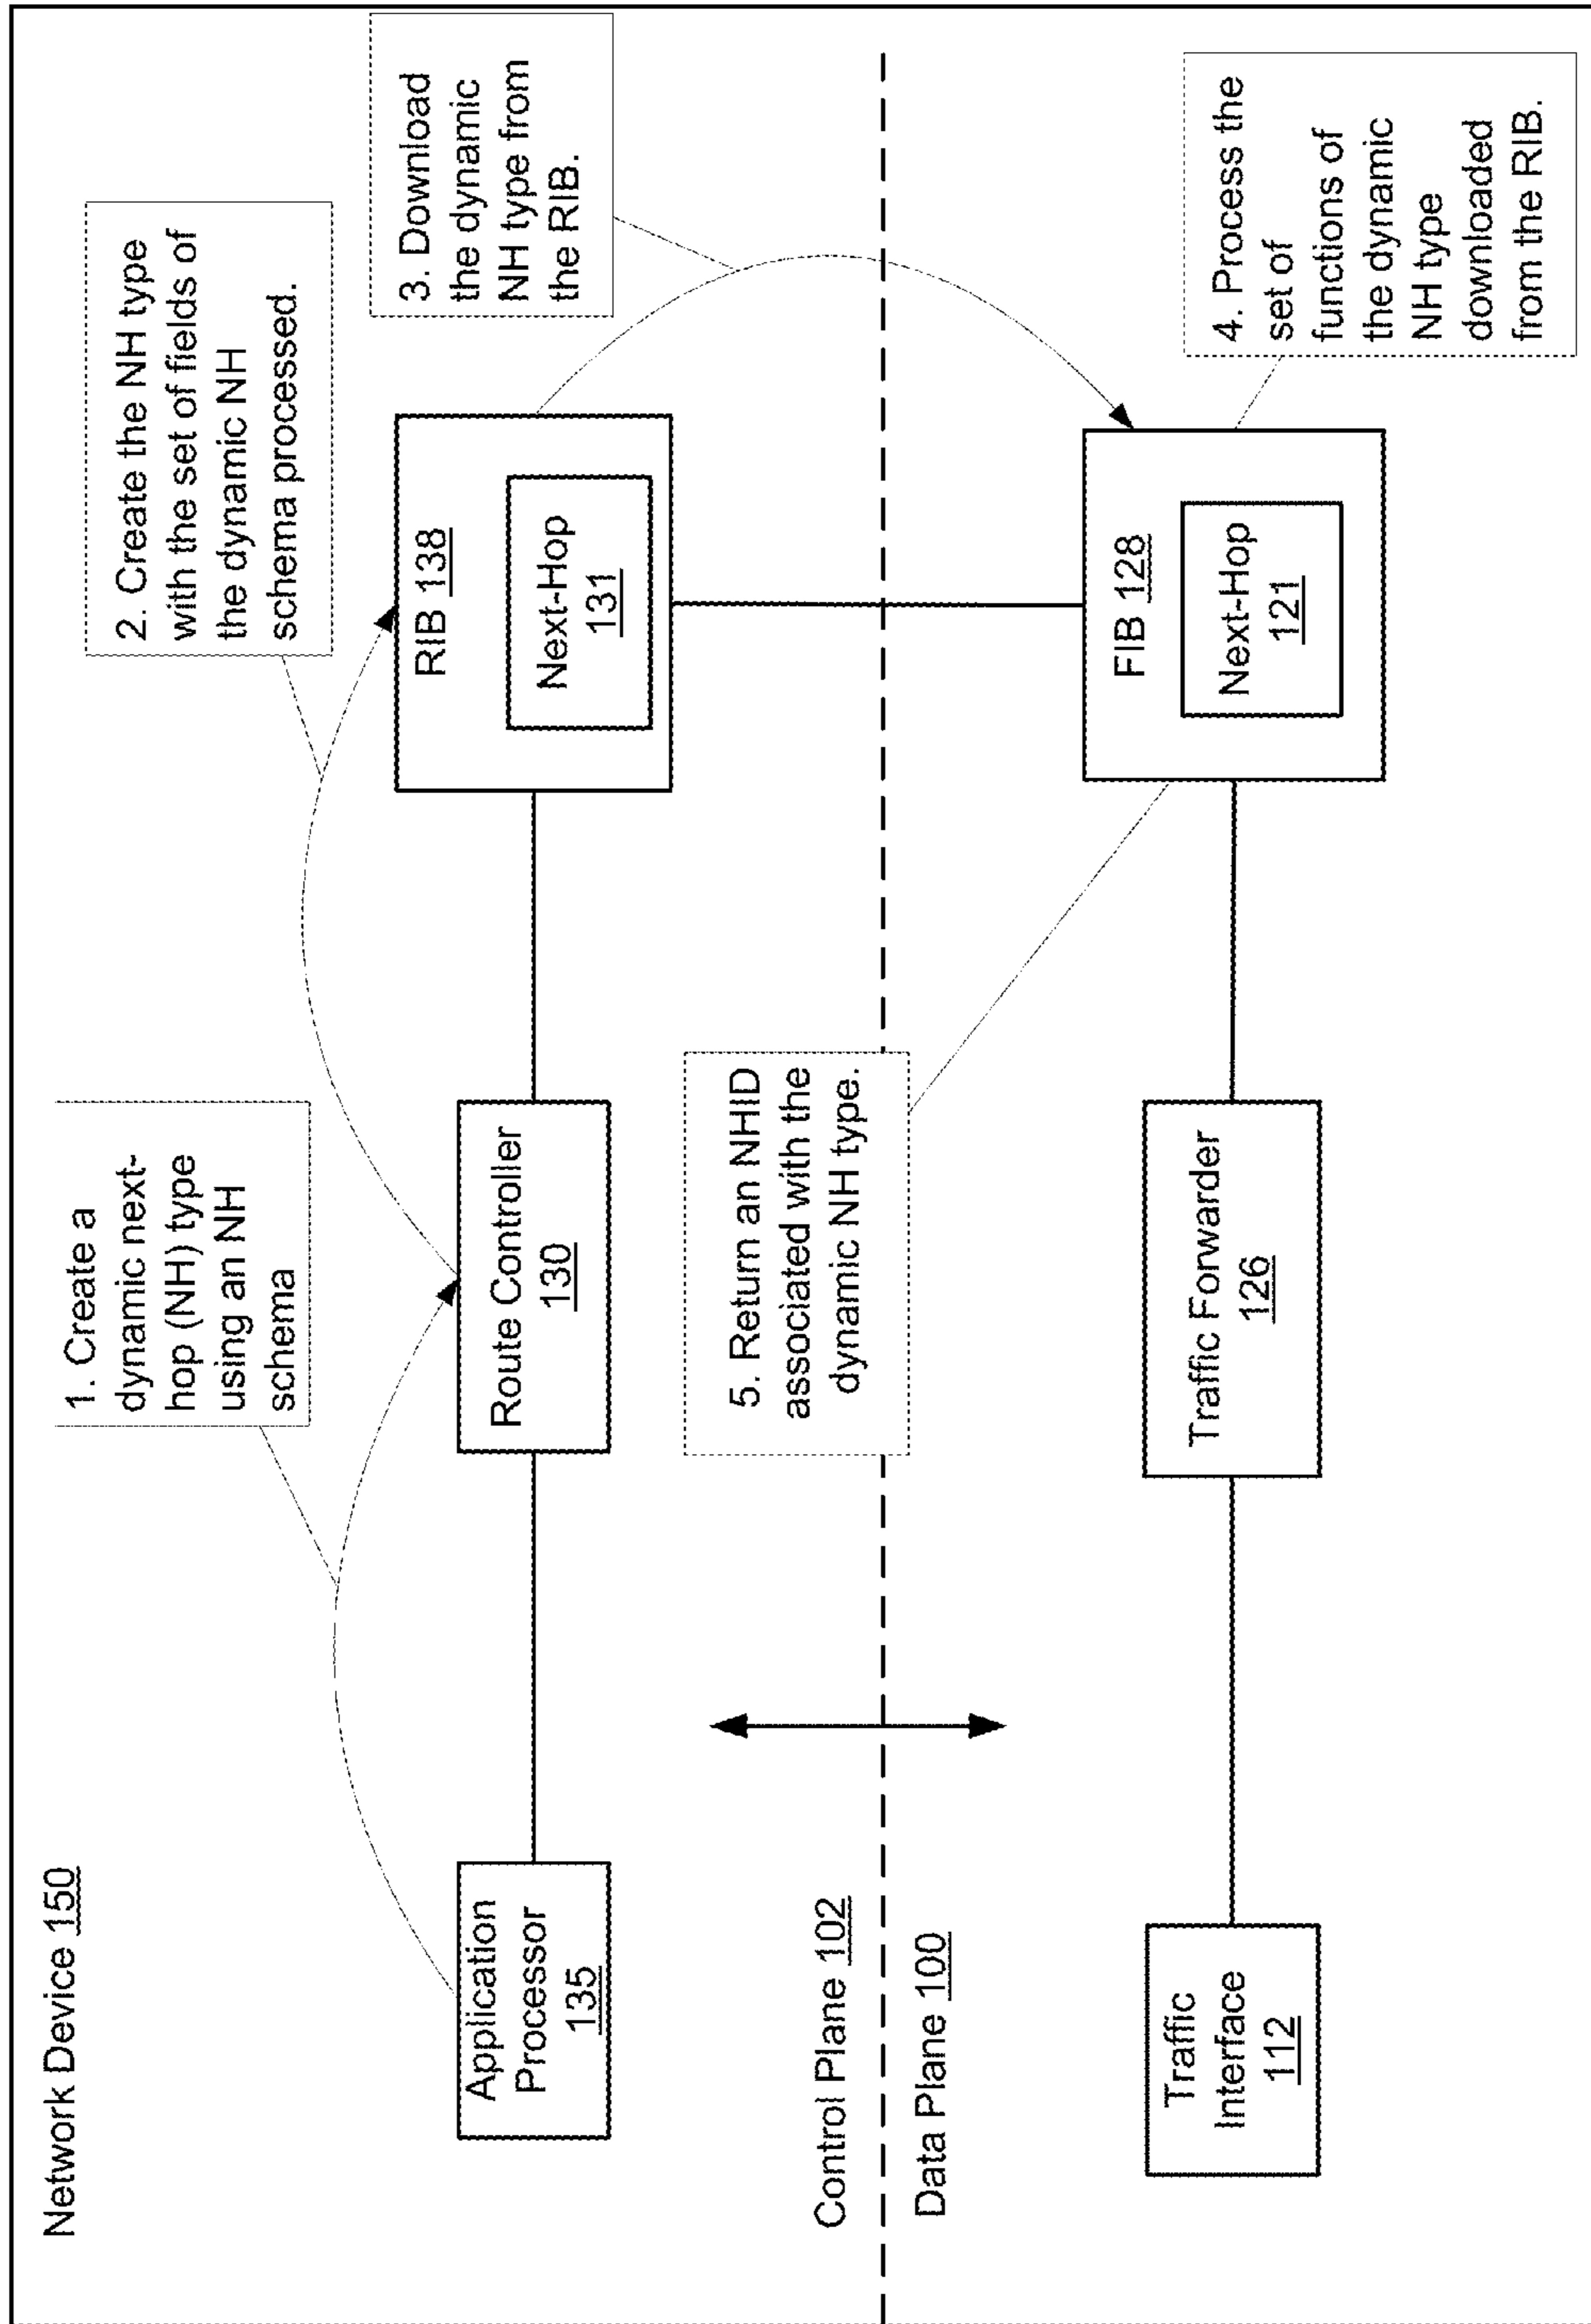 Network Device 150
1. Create a
dynamic next-
hop (NH) type
using an NH
schema
2. Create the NH type
with the set of fields of
the dynamic NH
schema processed.
3. Download
the dynamic
NH type from
the RIB.
Application
Processor
135
Route Controller
130
RIB 138
Next-Hop
131
5. Return an NHID
associated with the
dynamic NH type.
Control Plane 102
Data Plane 100
Traffic
Interface
112
Traffic Forwarder
126
FIB 128
Next-Hop
121
4. Process the
set of
functions of
the dynamic
NH type
downloaded
from the RIB.